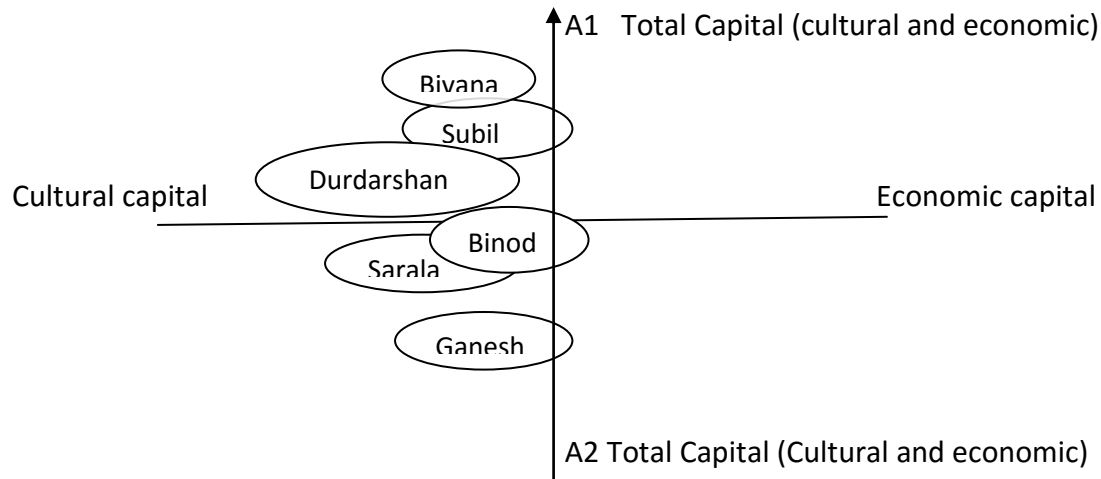 A1 Total Capital (cultural and economic)
Bivana
Subil
Durdarshan
Cultural capital
Economic capital
Binod
Sarala
Ganesh
A2 Total Capital (Cultural and economic)